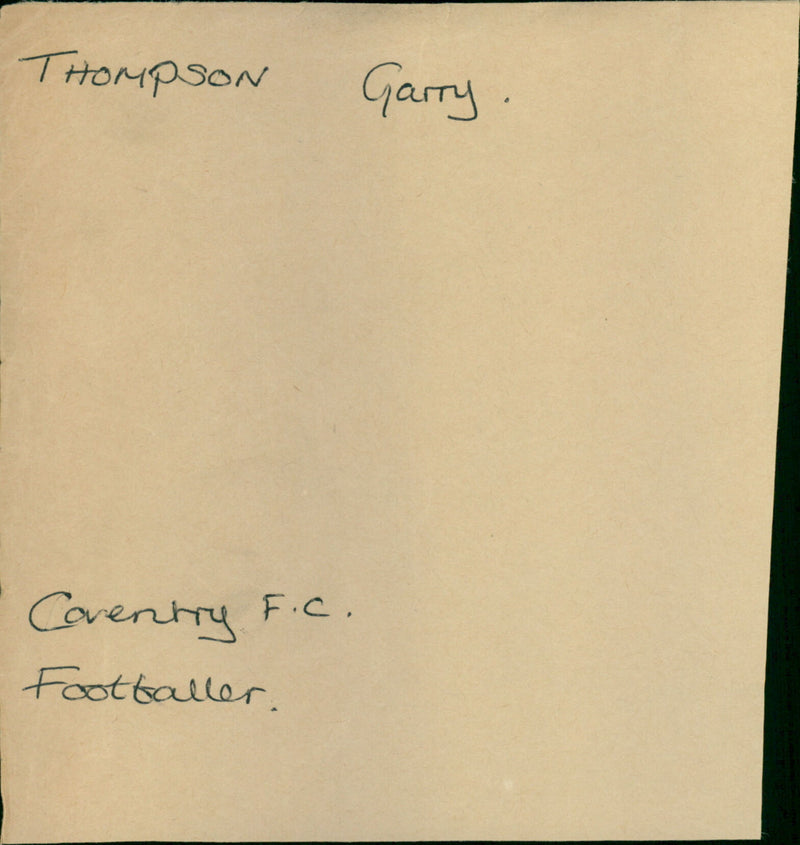 THOMPSON Garry.
Coventry F.C.
Footballer.